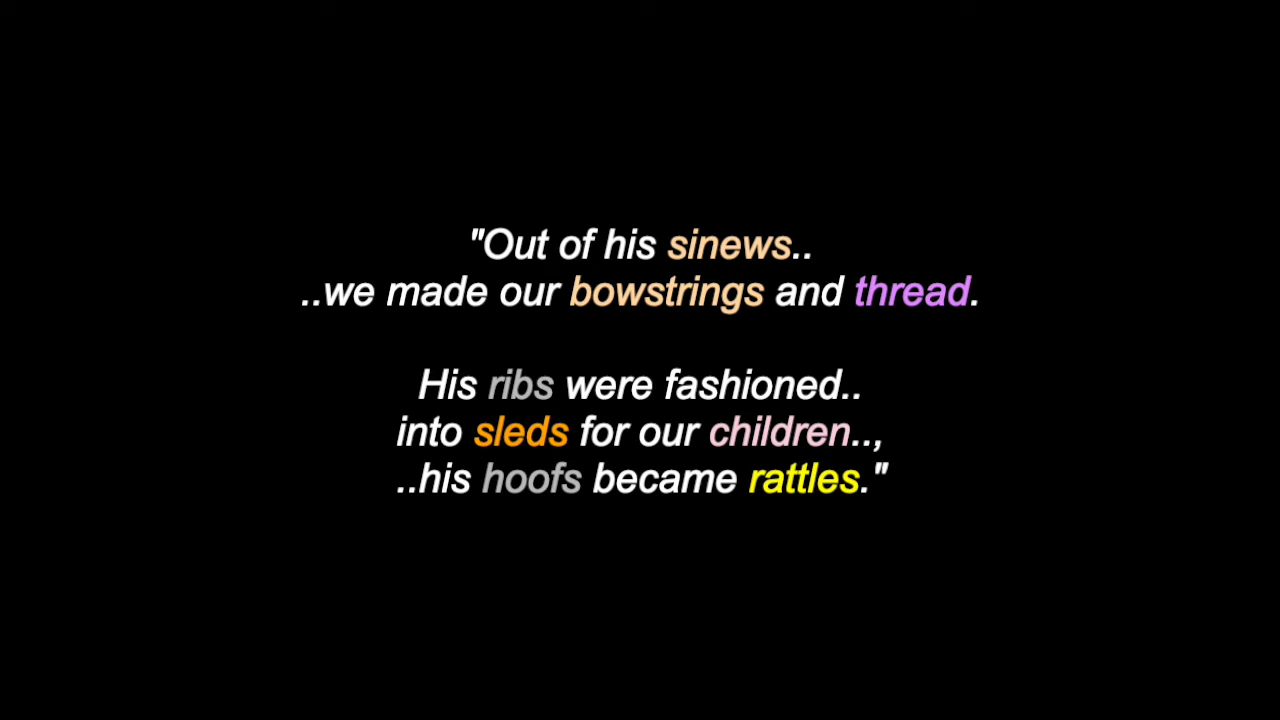 "Out of his sinews..
..we made our bowstrings and thread.
His ribs were fashioned..
into sleds for our children..,
..his hoofs became rattles."